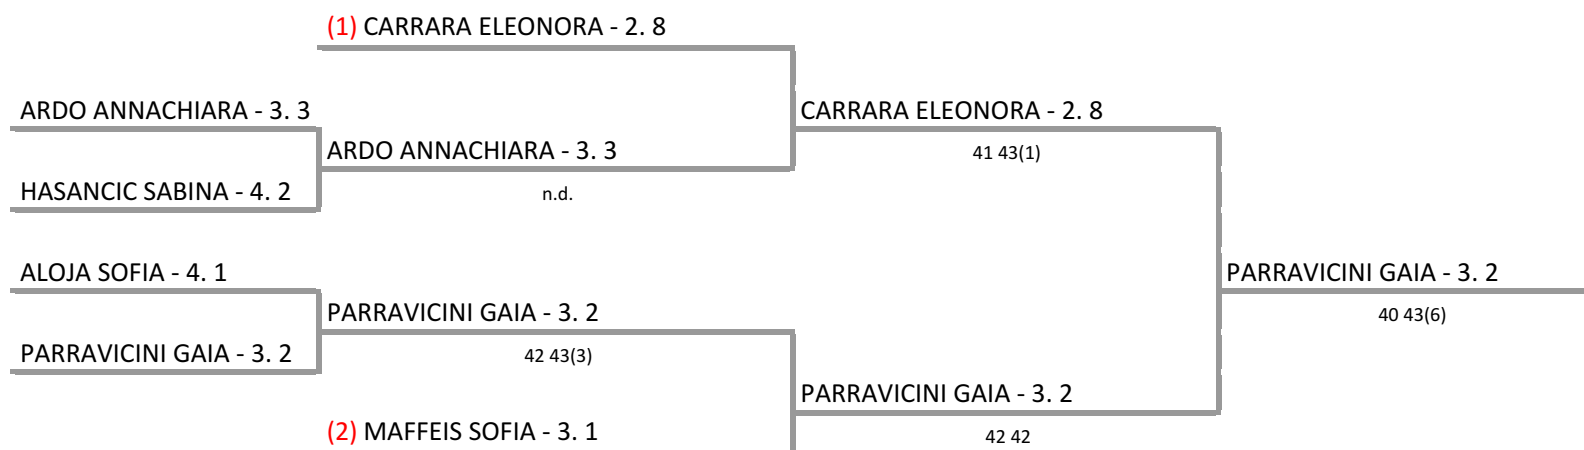 (1) CARRARA ELEONORA - 2. 8
ARDO ANNACHIARA - 3. 3
CARRARA ELEONORA - 2. 8
ARDO ANNACHIARA - 3. 3
41 43(1)
HASANCIC SABINA - 4. 2
n.d.
ALOJA SOFIA - 4. 1
PARRAVICINI GAIA - 3. 2
PARRAVICINI GAIA - 3. 2
40 43(6)
PARRAVICINI GAIA - 3. 2
42 43(3)
PARRAVICINI GAIA - 3. 2
(2) MAFFEIS SOFIA - 3. 1
42 42